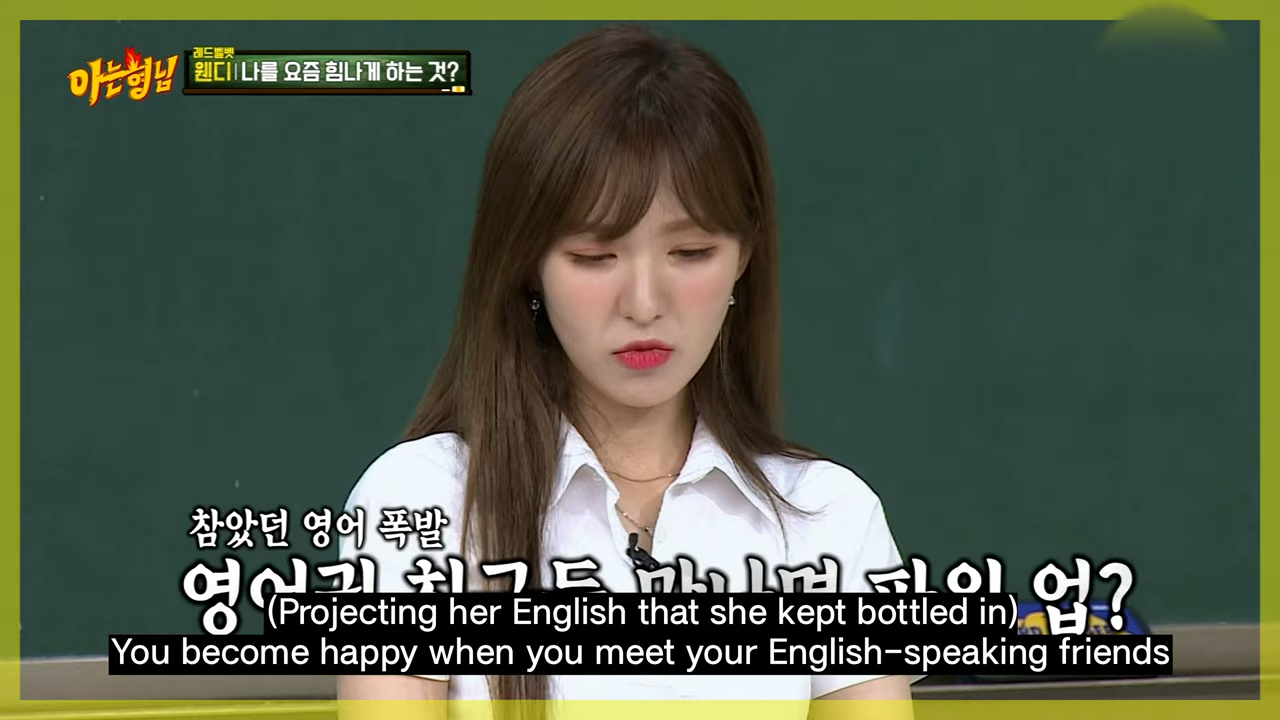 아는형님
레드벨벳
웬디 | 나를 요즘 힘나게 하는 것?
참았던 영어 폭발
업?
(Projecting her English that she kept bottled in)
You become happy when you meet your English-speaking friends